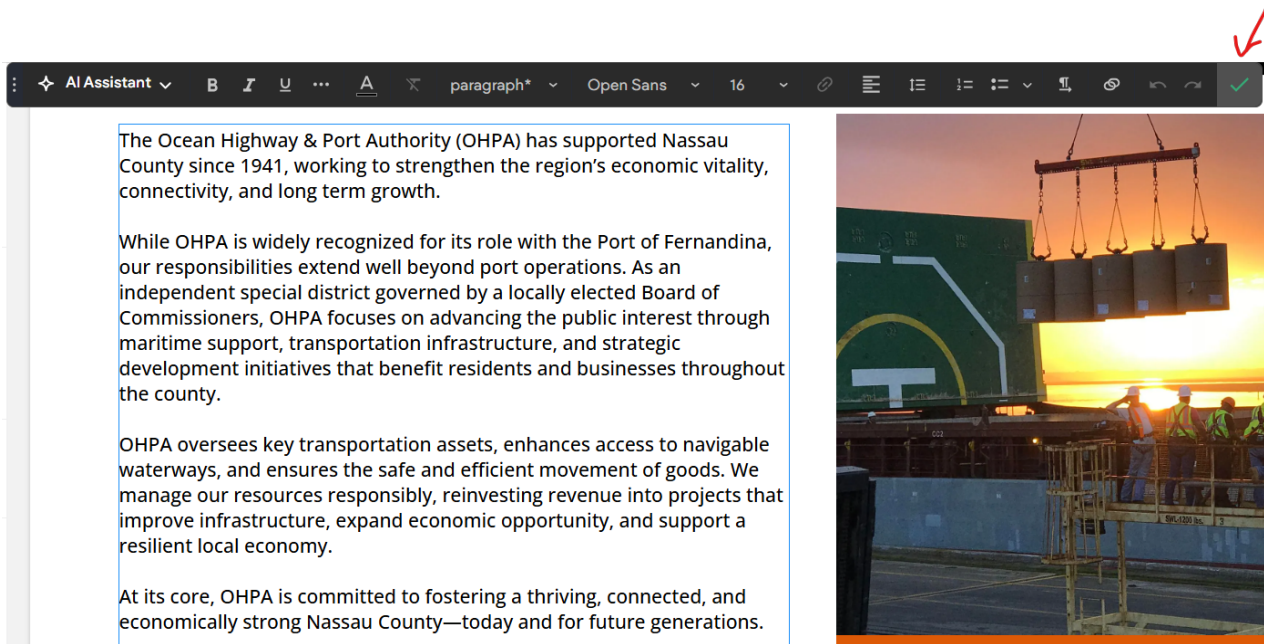 AI Assistant B I U ... A paragraph* Open Sans 16
The Ocean Highway & Port Authority (OHPA) has supported Nassau
County since 1941, working to strengthen the region’s economic vitality,
connectivity, and long term growth.
While OHPA is widely recognized for its role with the Port of Fernandina,
our responsibilities extend well beyond port operations. As an
independent special district governed by a locally elected Board of
Commissioners, OHPA focuses on advancing the public interest through
maritime support, transportation infrastructure, and strategic
development initiatives that benefit residents and businesses throughout
the county.
OHPA oversees key transportation assets, enhances access to navigable
waterways, and ensures the safe and efficient movement of goods. We
manage our resources responsibly, reinvesting revenue into projects that
improve infrastructure, expand economic opportunity, and support a
resilient local economy.
At its core, OHPA is committed to fostering a thriving, connected, and
economically strong Nassau County—today and for future generations.
CC2
SWL-1200 lbs. 3